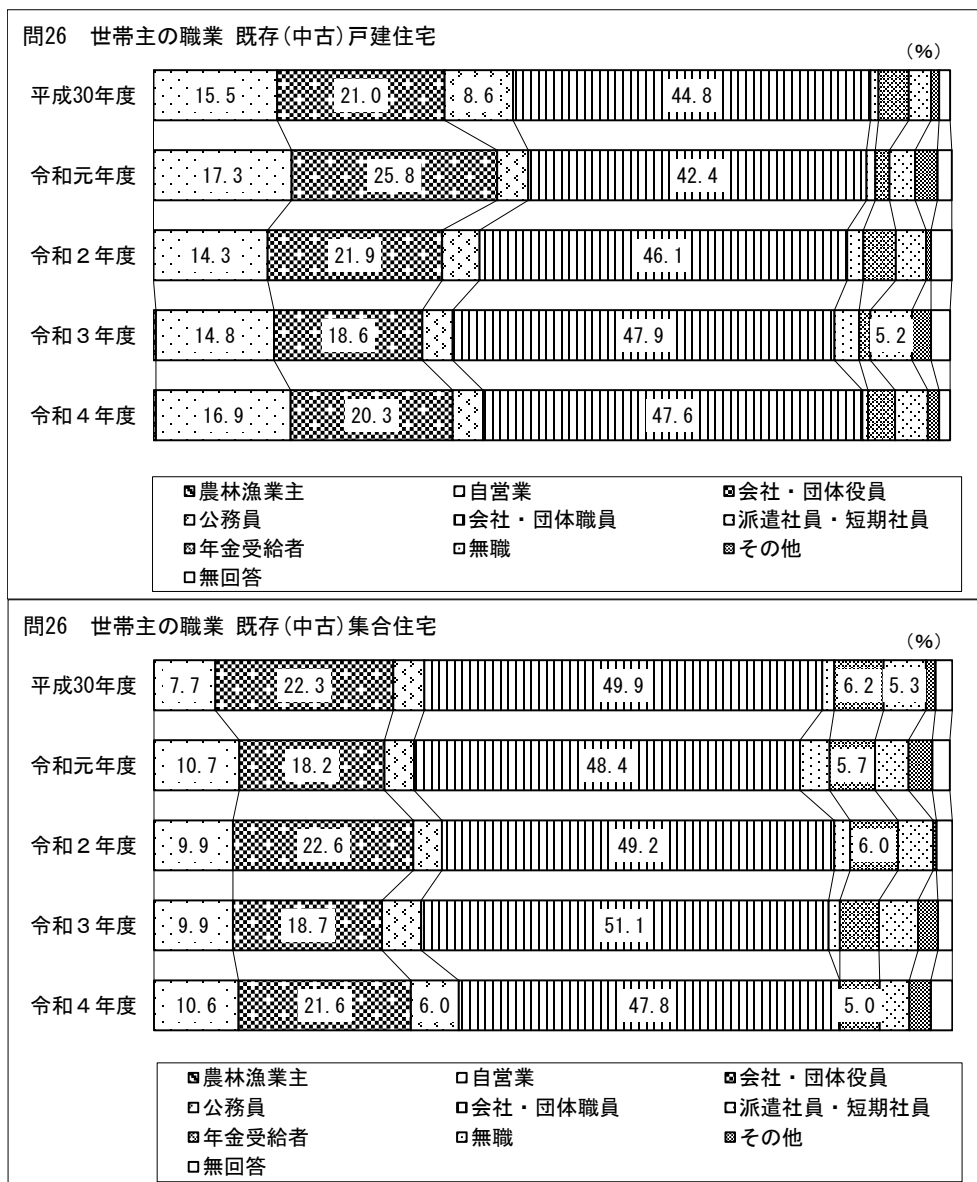 問26　世帯主の職業 既存(中古)戸建住宅
(%)
平成30年度 15.5 21.0 8.6 44.8
令和元年度 17.3 25.8 42.4
令和２年度 14.3 21.9 46.1
令和３年度 14.8 18.6 47.9 5.2
令和４年度 16.9 20.3 47.6
農林漁業主 自営業 会社・団体役員
公務員 会社・団体職員 派遣社員・短期社員
年金受給者 無職 その他
無回答
問26　世帯主の職業 既存(中古)集合住宅
(%)
平成30年度 7.7 22.3 49.9 6.2 5.3
令和元年度 10.7 18.2 48.4 5.7
令和２年度 9.9 22.6 49.2 6.0
令和３年度 9.9 18.7 51.1
令和４年度 10.6 21.6 6.0 47.8 5.0
農林漁業主 自営業 会社・団体役員
公務員 会社・団体職員 派遣社員・短期社員
年金受給者 無職 その他
無回答